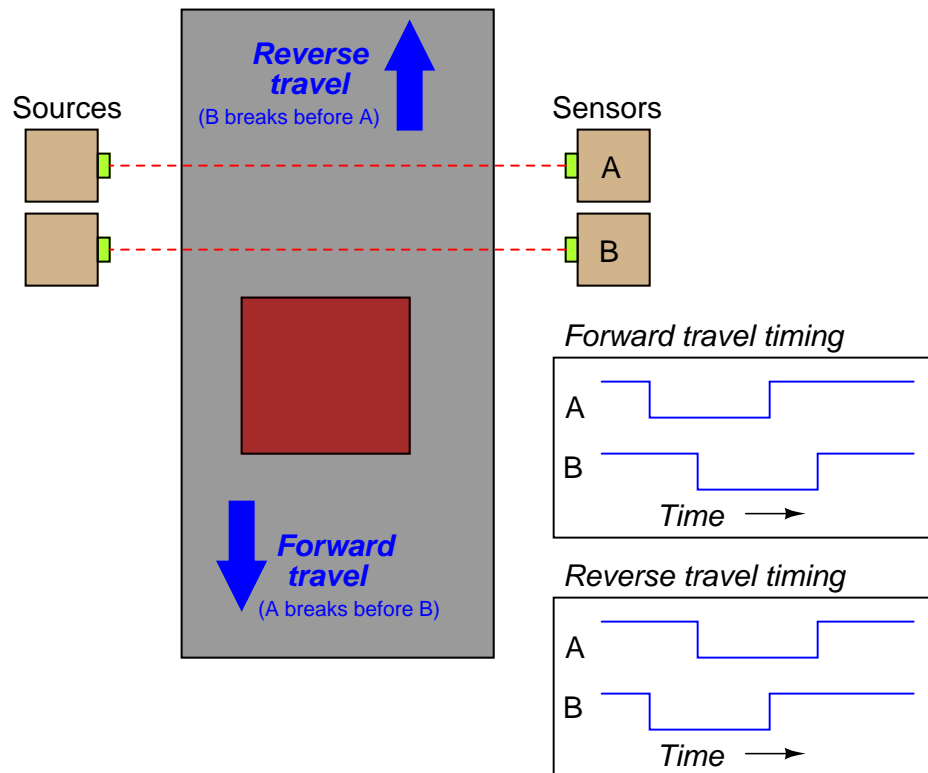 Reverse
travel
(B breaks before A)
Sources
Sensors
A
B
Forward travel timing
A
B
Time
Forward
travel
(A breaks before B)
Reverse travel timing
A
B
Time